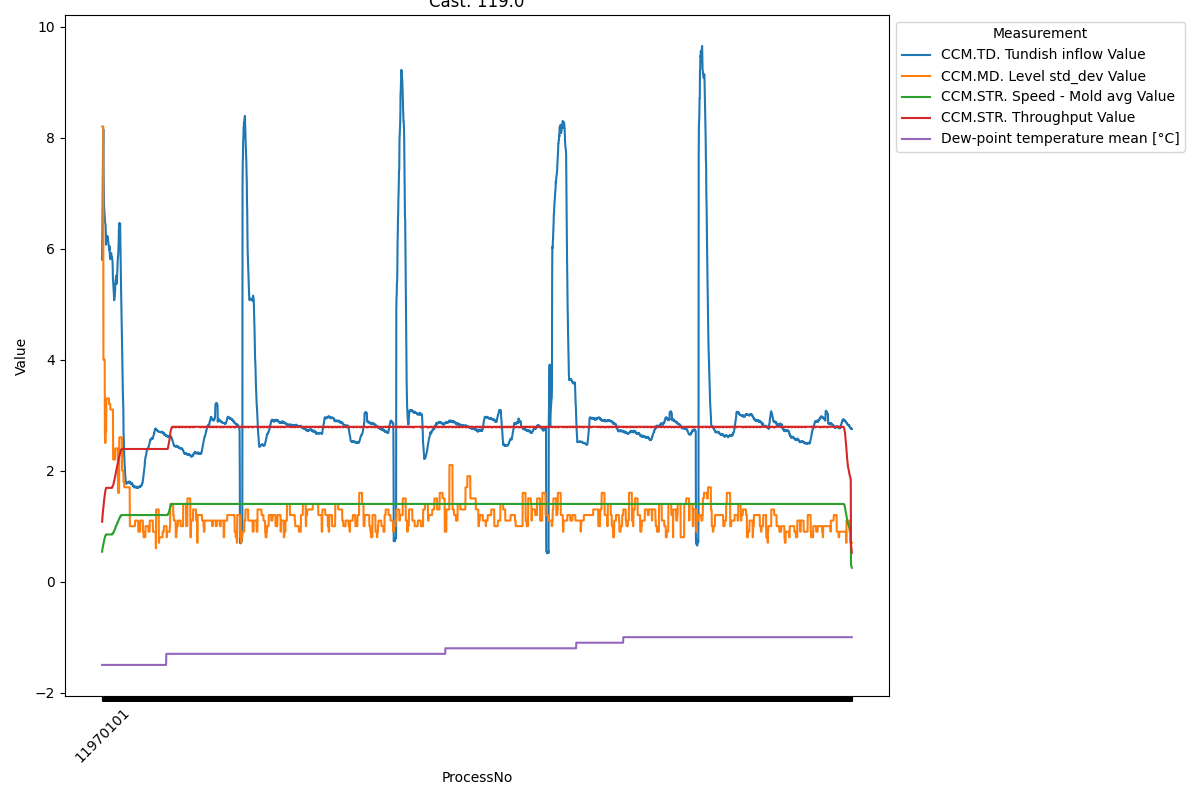 Cast: 119.0
Measurement
CCM.TD. Tundish inflow Value
CCM.MD. Level std_dev Value
CCM.STR. Speed - Mold avg Value
CCM.STR. Throughput Value
Dew-point temperature mean [°C]
10
8
6
4
2
0
−2
Value
11970101
ProcessNo